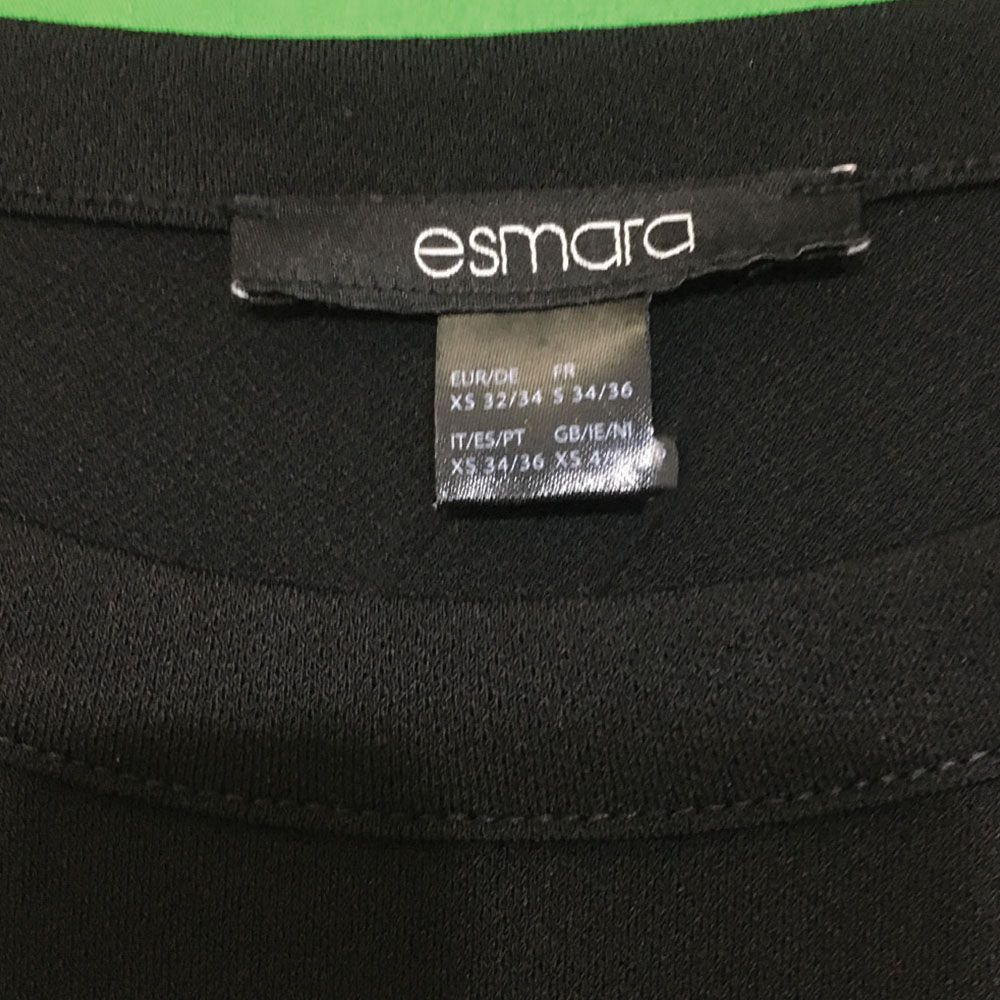 esmara
EUR/DE FR
XS 32/34 S 34/36
IT/ES/PT GB/IE/NI
XS 34/36 XS